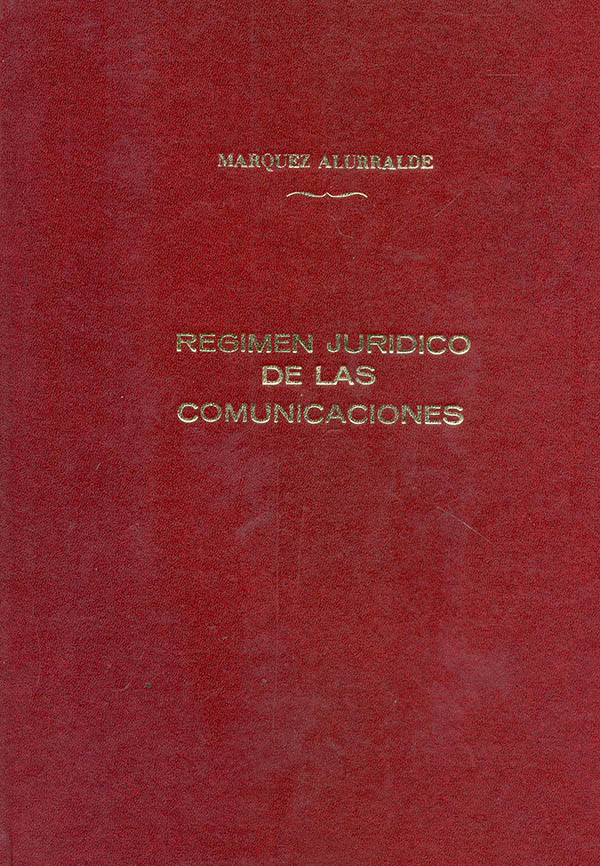 MARQUEZ ALURRALDE
REGIMEN JURIDICO
DE LAS
COMUNICACIONES